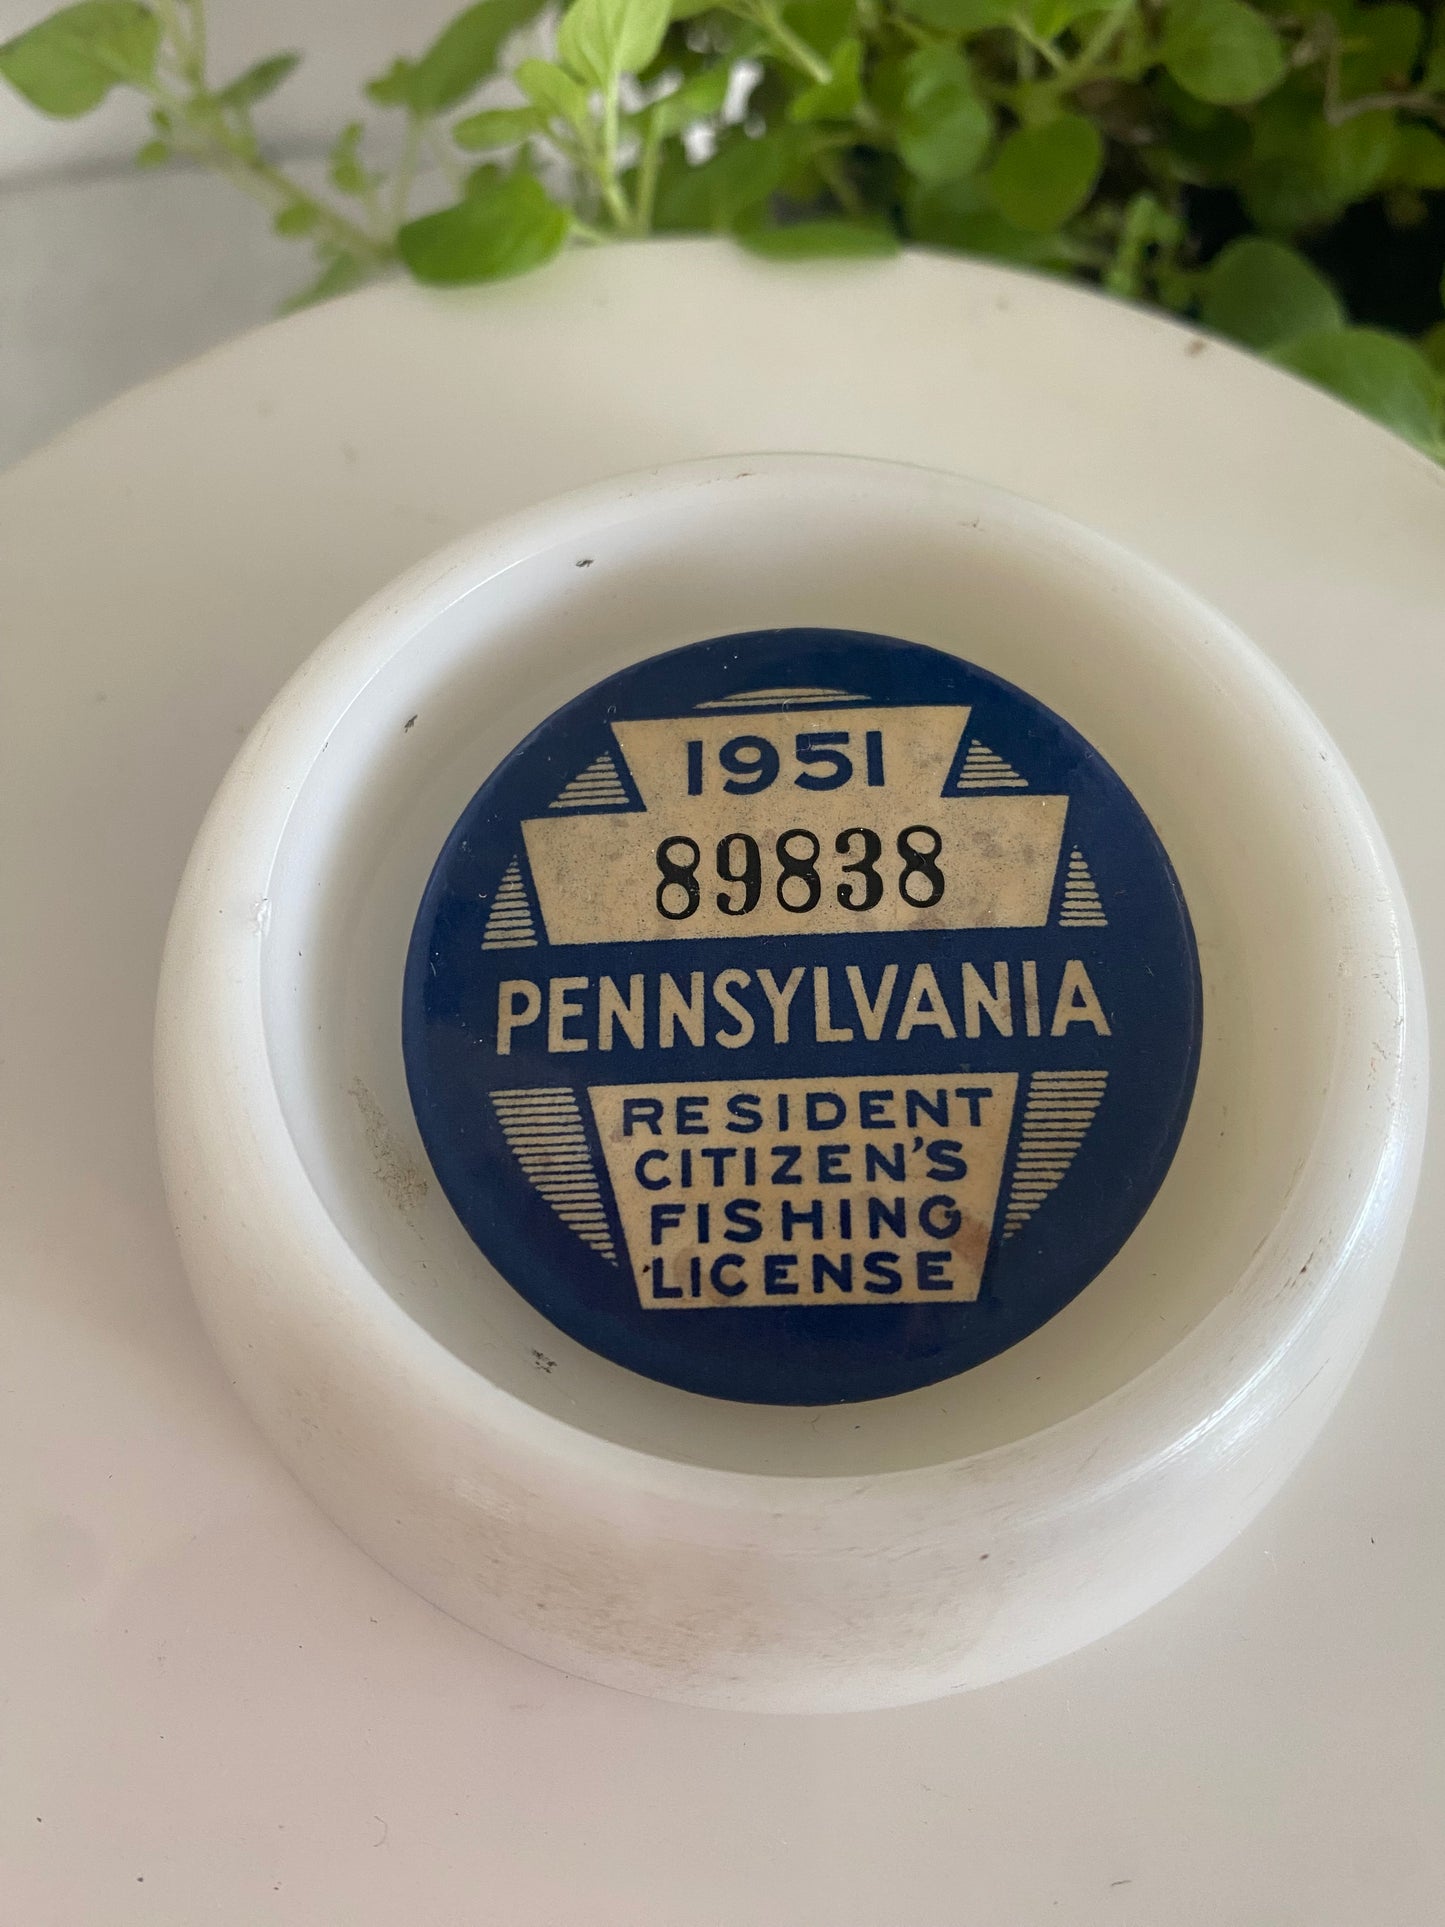 1951
89838
PENNSYLVANIA
RESIDENT
CITIZEN'S
FISHING
LICENSE